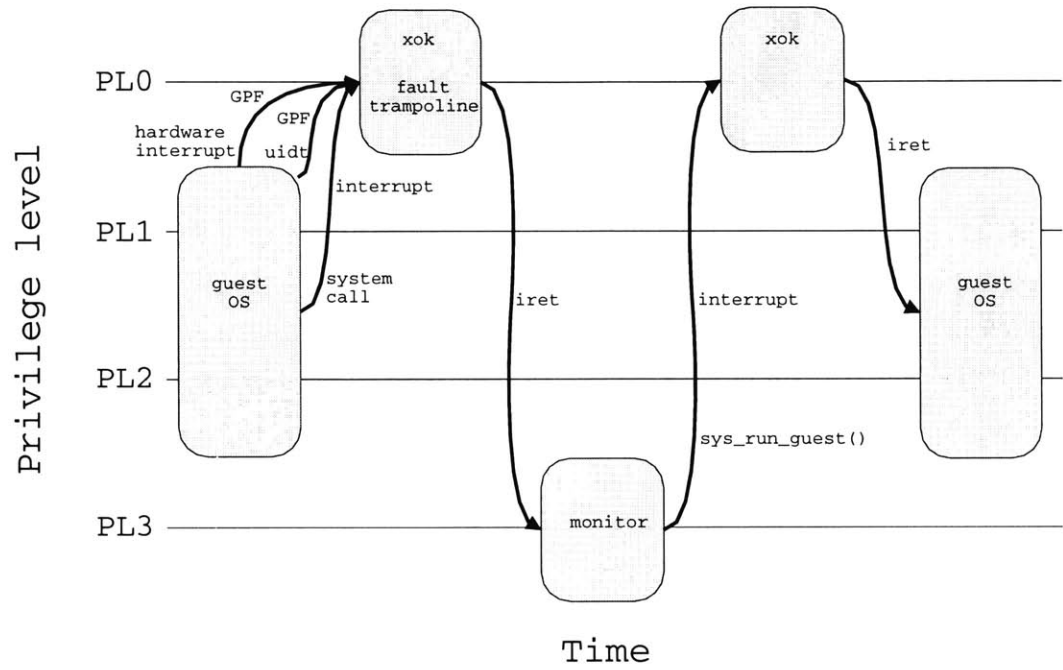 xok
xok
PL0
fault
trampoline
GPF
GPF
hardware
interrupt
uidt
iret
interrupt
PL1
guest
OS
system
call
iret
interrupt
guest
OS
PL2
sys_run_guest()
PL3
monitor
Privilege level
Time